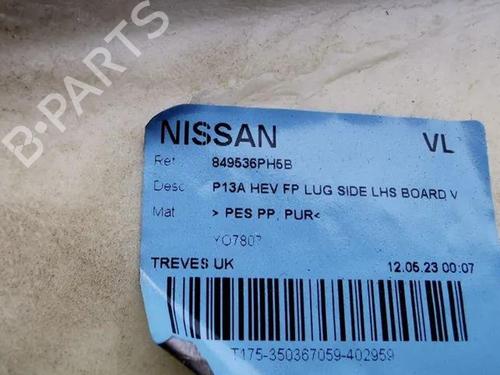 B-PARTS
NISSAN VL
Ref 849536PH5B
Desc P13A HEV FP LUG SIDE LHS BOARD V
Mat > PES PP, PUR<
YO7807
TREVES UK 12.05.23 00:07
T175-350367059-402959